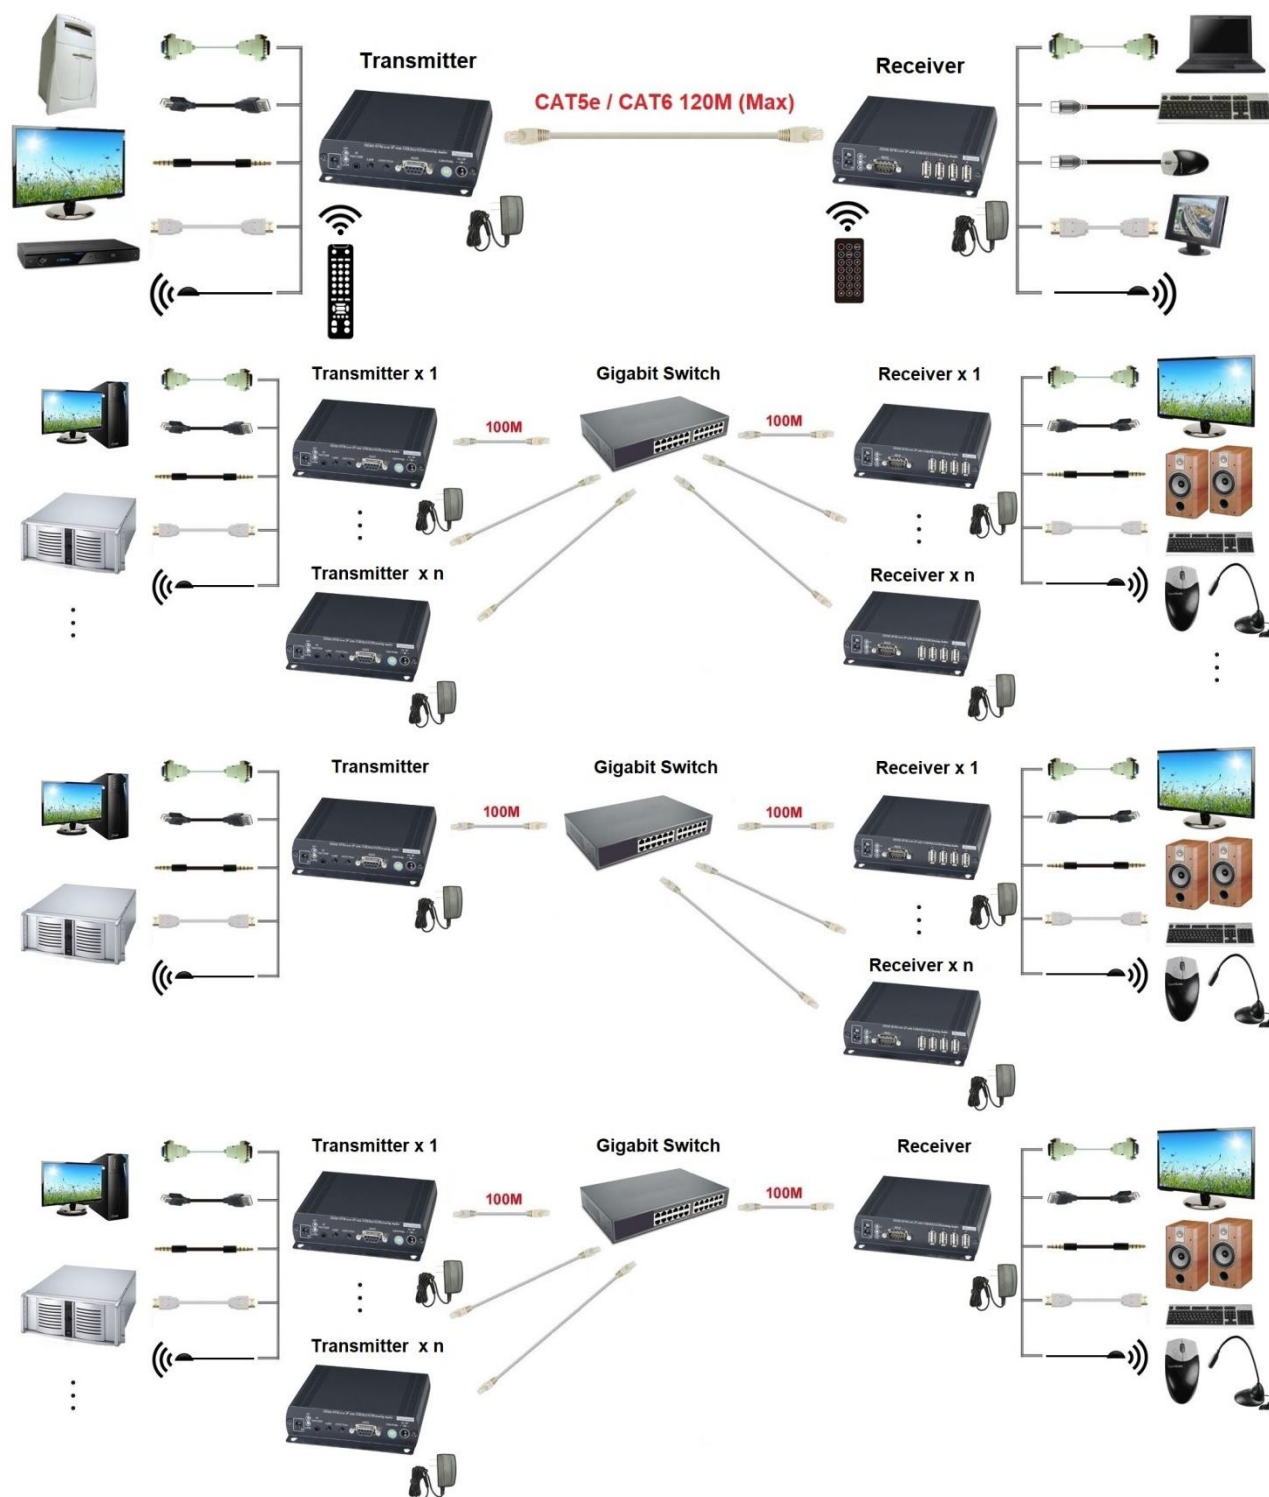 Transmitter
Receiver
CAT5e / CAT6 120M (Max)
Transmitter x 1
Gigabit Switch
Receiver x 1
100M
100M
Transmitter x n
Receiver x n
Transmitter
Gigabit Switch
Receiver x 1
100M
100M
Receiver x n
Transmitter x 1
Gigabit Switch
Receiver
100M
100M
Transmitter x n